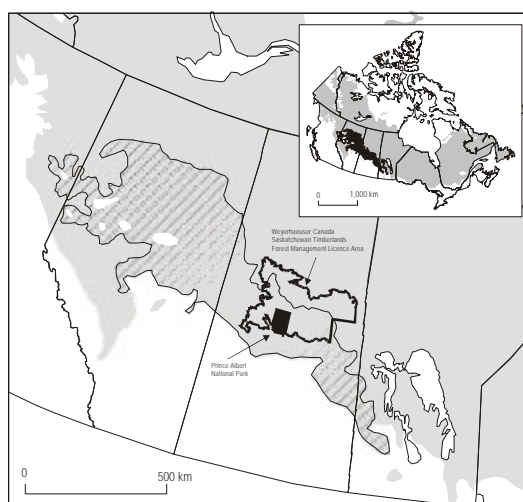 0
1,000 km
Weyerhaeuser Canada
Saskatchewan Timberlands
Forest Management Licence Area
Prince Albert
National Park
0
500 km